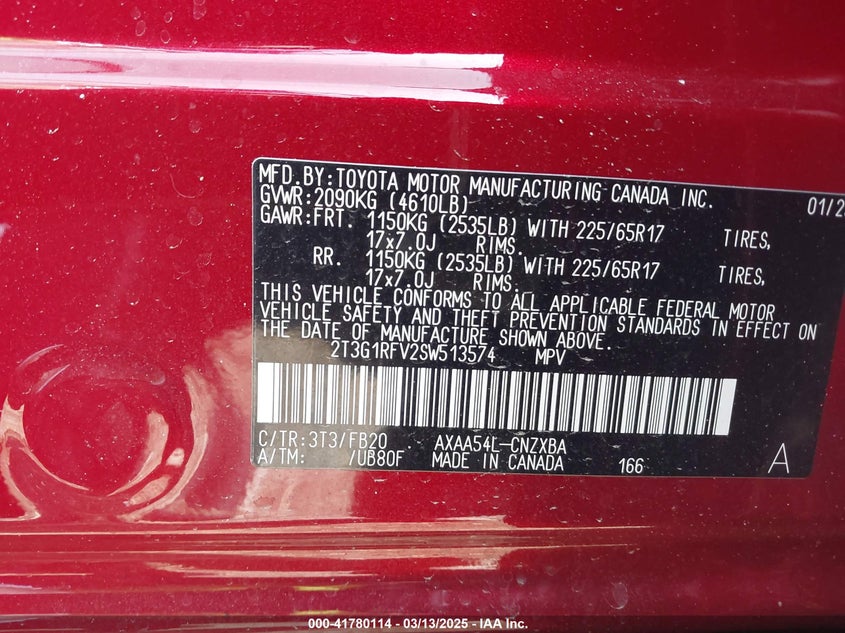 MFD.BY:TOYOTA MOTOR MANUFACTURING CANADA INC. 
GVWR:2090KG (4610LB)
GAWR:FRT. 1150KG (2535LB) WITH 225/65R17 TIRES,
17x7.0J RIMS.
RR. 1150KG (2535LB) WITH 225/65R17 TIRES,
17x7.0J RIMS.
THIS VEHICLE CONFORMS TO ALL APPLICABLE FEDERAL MOTOR
VEHICLE SAFETY AND THEFT PREVENTION STANDARDS IN EFFECT ON
THE DATE OF MANUFACTURE SHOWN ABOVE.
2T3G1RFV2SW513574 MPV
C/TR:3T3/FB20 AXAA54L-CNZXBA
A/TM: /UB80F MADE IN CANADA 166 A
000-41780114 - 03/13/2025 - IAA Inc.